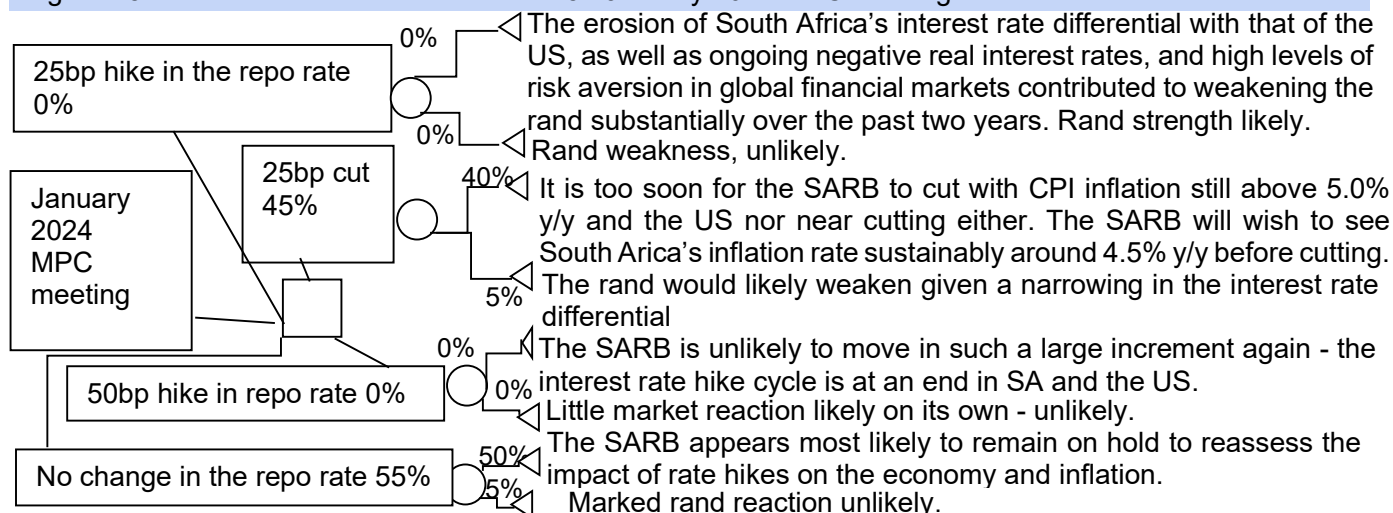 0%
The erosion of South Africa's interest rate differential with that of the
US, as well as ongoing negative real interest rates, and high levels of
risk aversion in global financial markets contributed to weakening the
rand substantially over the past two years. Rand strength likely.
25bp hike in the repo rate
0%
0%
Rand weakness, unlikely.
25bp cut
45%
40%
It is too soon for the SARB to cut with CPI inflation still above 5.0%
y/y and the US nor near cutting either. The SARB will wish to see
South Arica's inflation rate sustainably around 4.5% y/y before cutting.
January
2024
MPC
meeting
5%
The rand would likely weaken given a narrowing in the interest rate
differential
0%
The SARB is unlikely to move in such a large increment again - the
interest rate hike cycle is at an end in SA and the US.
50bp hike in repo rate 0%
0%
Little market reaction likely on its own - unlikely.
50%
The SARB appears most likely to remain on hold to reassess the
impact of rate hikes on the economy and inflation.
No change in the repo rate 55%
5%
Marked rand reaction unlikely.